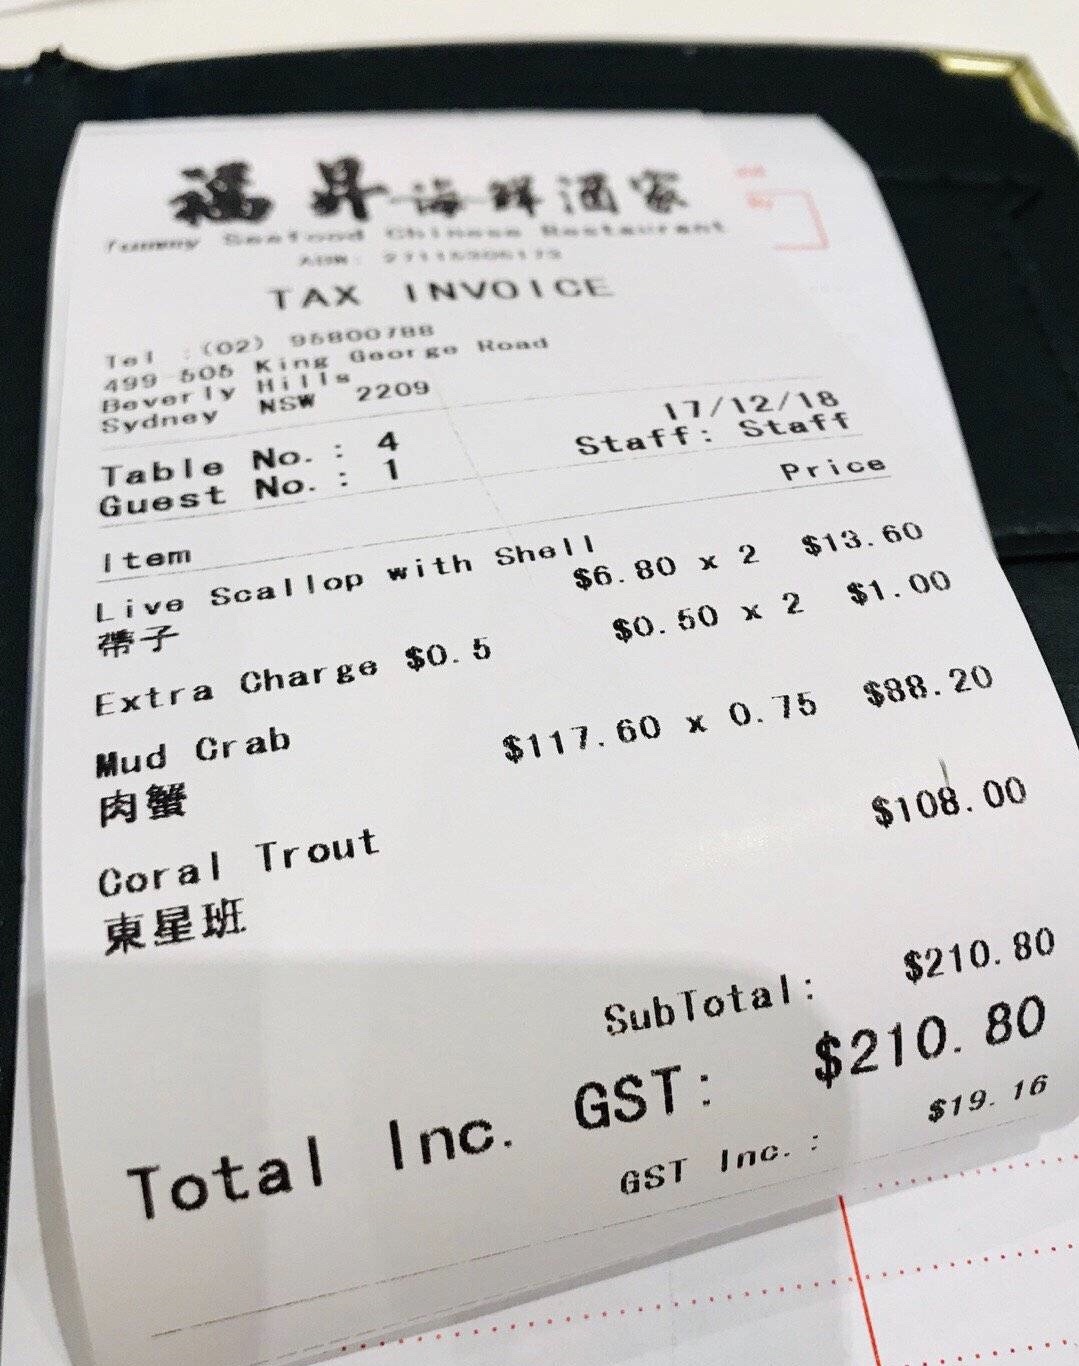 福昇海鮮酒家
Tummy Seafood Chinese Restaurant
ABN: 27115306173
TAX INVOICE
Tel :(02) 95800788
499-505 King George Road
Beverly Hills
Sydney NSW 2209
17/12/18
Table No. : 4 Staff: Staff
Guest No. : 1
Item Price
Live Scallop with Shell
帶子 $6.80 x 2 $13.60
Extra Charge $0.5 $0.50 x 2 $1.00
Mud Crab $117.60 x 0.75 $88.20
肉蟹
Coral Trout $108.00
東星班
SubTotal: $210.80
Total Inc. GST: $210.80
GST Inc. : $19.16